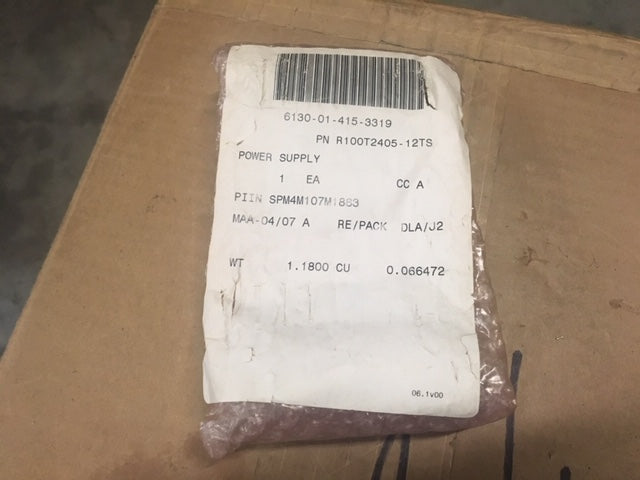 6130-01-415-3319
PN R100T2405-12TS
POWER SUPPLY
1 EA CC A
PIIN SPM4M107M1883
MAA-04/07 A RE/PACK DLA/J2
WT 1.1800 CU 0.066472
06.1v00